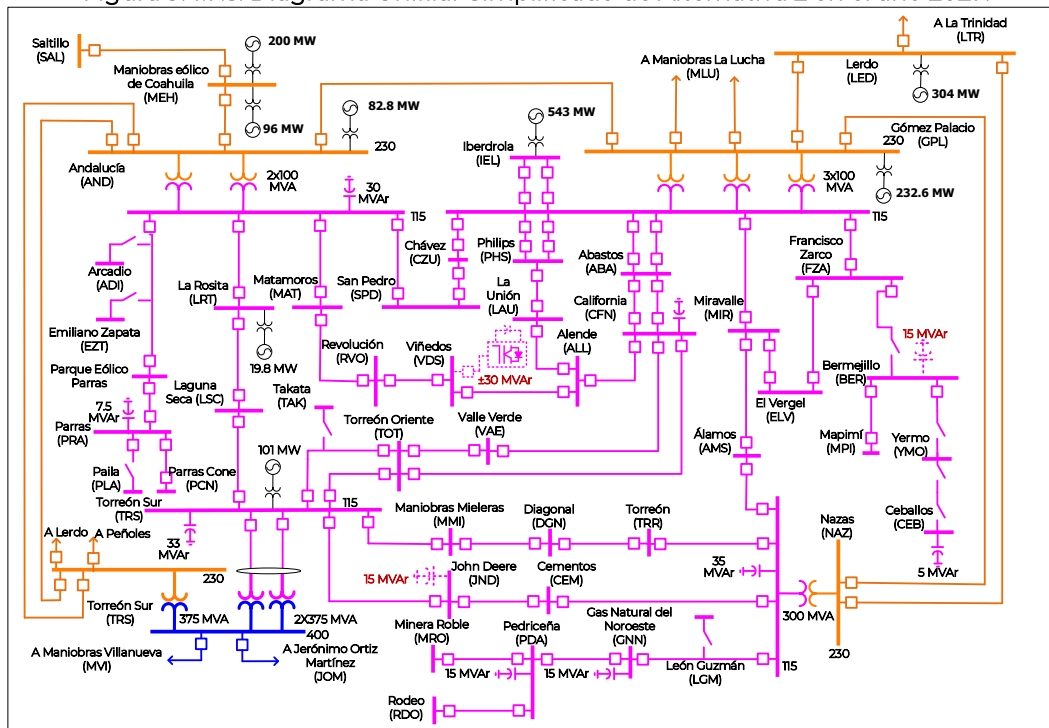 Saltillo
(SAL)
Maniobras eólico
de Coahuila
(MEH)
200 MW
96 MW
82.8 MW
230
Andalucía
(AND)
2x100
MVA
30
MVAr
115
A Maniobras La Lucha
(MLU)
A La Trinidad
(LTR)
Lerdo
(LED)
304 MW
Gómez Palacio
(GPL)
230
3x100
MVA
232.6 MW
115
543 MW
Iberdrola
(IEL)
Arcadio
(ADI)
Emiliano Zapata
(EZT)
Parque Eólico
Parras
7.5
MVAr
Parras
(PRA)
Paila
(PLA)
Parras Cone
(PCN)
La Rosita
(LRT)
19.8 MW
Laguna
Seca (LSC)
Matamoros
(MAT)
San Pedro
(SPD)
Chávez
(CZU)
Philips
(PHS)
La
Unión
(LAU)
Abastos
(ABA)
California
(CFN)
Miravalle
(MIR)
Francisco
Zarco
(FZA)
Revolución
(RVO)
Viñedos
(VDS)
±30 MVAr
Alende
(ALL)
El Vergel
(ELV)
15 MVAr
Bermejillo
(BER)
Mapimí
(MPI)
Yermo
(YMO)
Ceballos
(CEB)
5 MVAr
Takata
(TAK)
Torreón Oriente
(TOT)
Valle Verde
(VAE)
Álamos
(AMS)
101 MW
Torreón Sur
(TRS)
115
33
MVAr
Maniobras Mieleras
(MMI)
Diagonal
(DGN)
Torreón
(TRR)
35
MVAr
Nazas
(NAZ)
300 MVA
230
115
A Lerdo
A Peñoles
230
Torreón Sur
(TRS)
375 MVA
2X375 MVA
400
A Maniobras Villanueva
(MVI)
A Jerónimo Ortiz
Martínez
(JOM)
15 MVAr
John Deere
(JND)
Cementos
(CEM)
Minera Roble
(MRO)
Pedriceña
(PDA)
Gas Natural del
Noroeste
(GNN)
15 MVAr
15 MVAr
León Guzmán
(LGM)
Rodeo
(RDO)